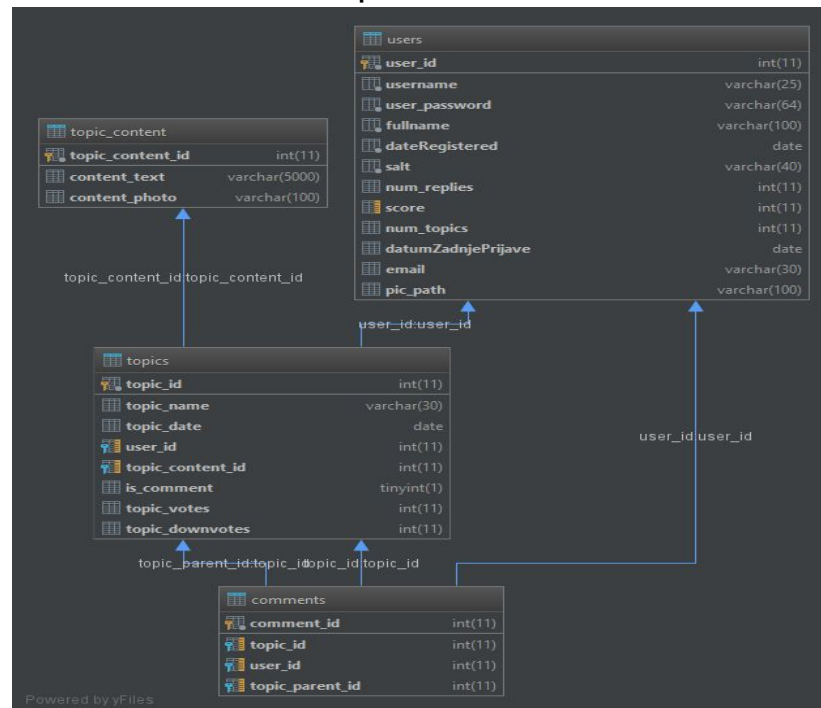 users
user_id int(11)
username varchar(25)
user_password varchar(64)
fullname varchar(100)
dateRegistered date
salt varchar(40)
num_replies int(11)
score int(11)
num_topics int(11)
datumZadnjePrijave date
email varchar(30)
pic_path varchar(100)
topic_content
topic_content_id int(11)
content_text varchar(5000)
content_photo varchar(100)
topic_content_id:topic_content_id
user_id:user_id
topics
topic_id int(11)
topic_name varchar(30)
topic_date date
user_id int(11)
topic_content_id int(11)
is_comment tinyint(1)
topic_votes int(11)
topic_downvotes int(11)
user_id:user_id
topic_parent_id:topic_id
topic_id:topic_id
comments
comment_id int(11)
topic_id int(11)
user_id int(11)
topic_parent_id int(11)
Powered by yFiles